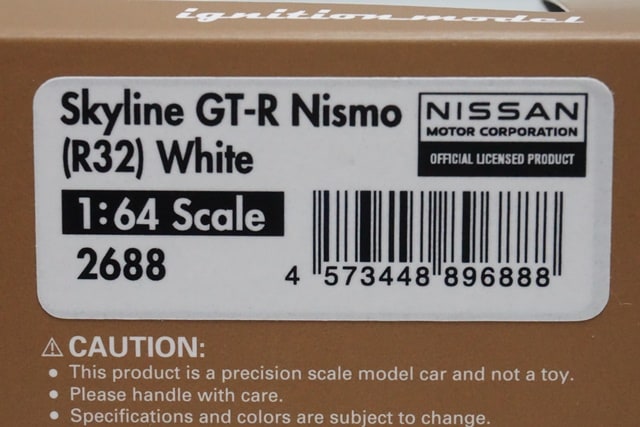 ignition model
Skyline GT-R Nismo
(R32) White
1:64 Scale
2688
NISSAN
MOTOR CORPORATION
OFFICIAL LICENSED PRODUCT
4 573448 896888
⚠ CAUTION:
• This product is a precision scale model car and not a toy.
• Please handle with care.
• Specifications and colors are subject to change.